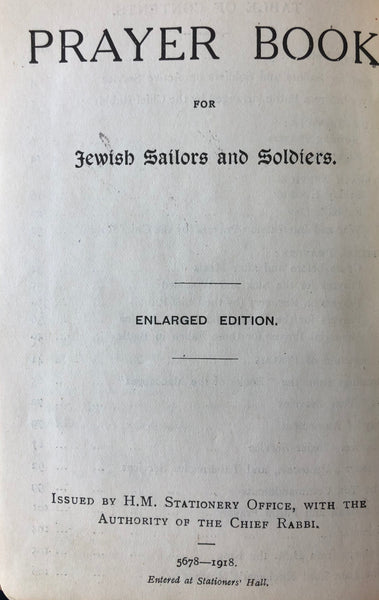 PRAYER BOOK
FOR
Jewish Sailors and Soldiers.
ENLARGED EDITION.
ISSUED BY H.M. STATIONERY OFFICE, WITH THE
AUTHORITY OF THE CHIEF RABBI.
5678—1918.
Entered at Stationers' Hall.